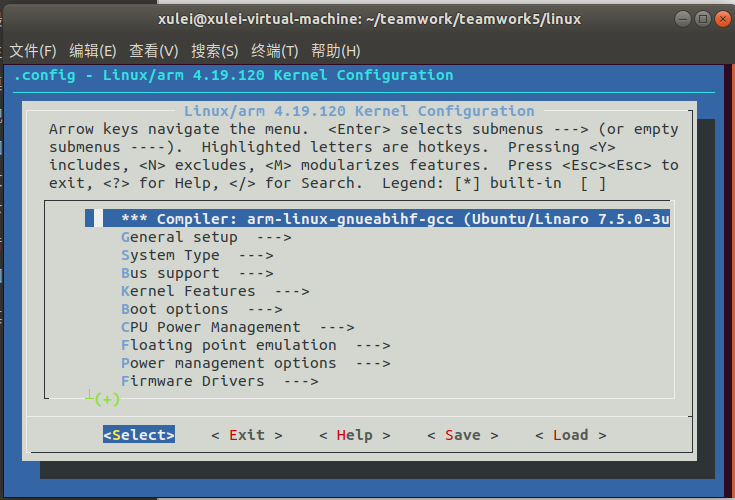 xulei@xulei-virtual-machine: ~/teamwork/teamwork5/linux
文件(F) 编辑(E) 查看(V) 搜索(S) 终端(T) 帮助(H)
.config - Linux/arm 4.19.120 Kernel Configuration
Linux/arm 4.19.120 Kernel Configuration
Arrow keys navigate the menu.  <Enter> selects submenus ---> (or empty
submenus ----).  Highlighted letters are hotkeys.  Pressing <Y>
includes, <N> excludes, <M> modularizes features.  Press <Esc><Esc> to
exit, <?> for Help, </> for Search.  Legend: [*] built-in  [ ]
*** Compiler: arm-linux-gnueabihf-gcc (Ubuntu/Linaro 7.5.0-3u
General setup  --->
System Type  --->
Bus support  --->
Kernel Features  --->
Boot options  --->
CPU Power Management  --->
Floating point emulation  --->
Power management options  --->
Firmware Drivers  --->
(+)
<Select> < Exit > < Help > < Save > < Load >